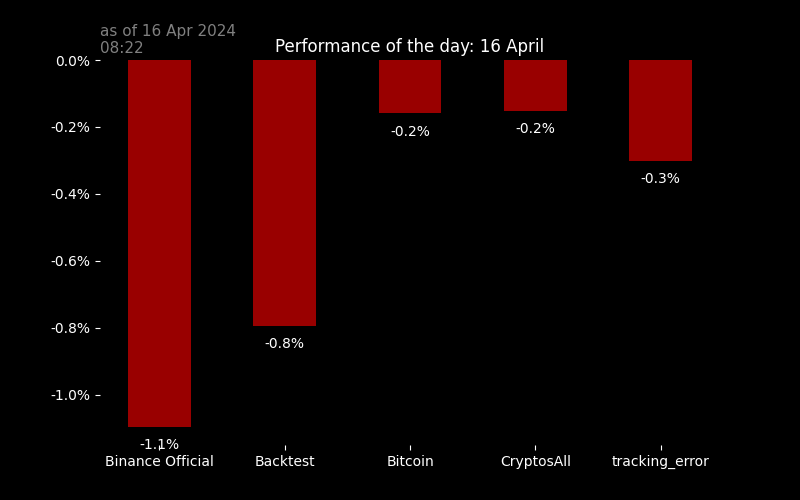 as of 16 Apr 2024
08:22
Performance of the day: 16 April
0.0%
-0.2%
-0.4%
-0.6%
-0.8%
-1.0%
-1.1%
-0.8%
-0.2%
-0.2%
-0.3%
Binance Official
Backtest
Bitcoin
CryptosAll
tracking_error